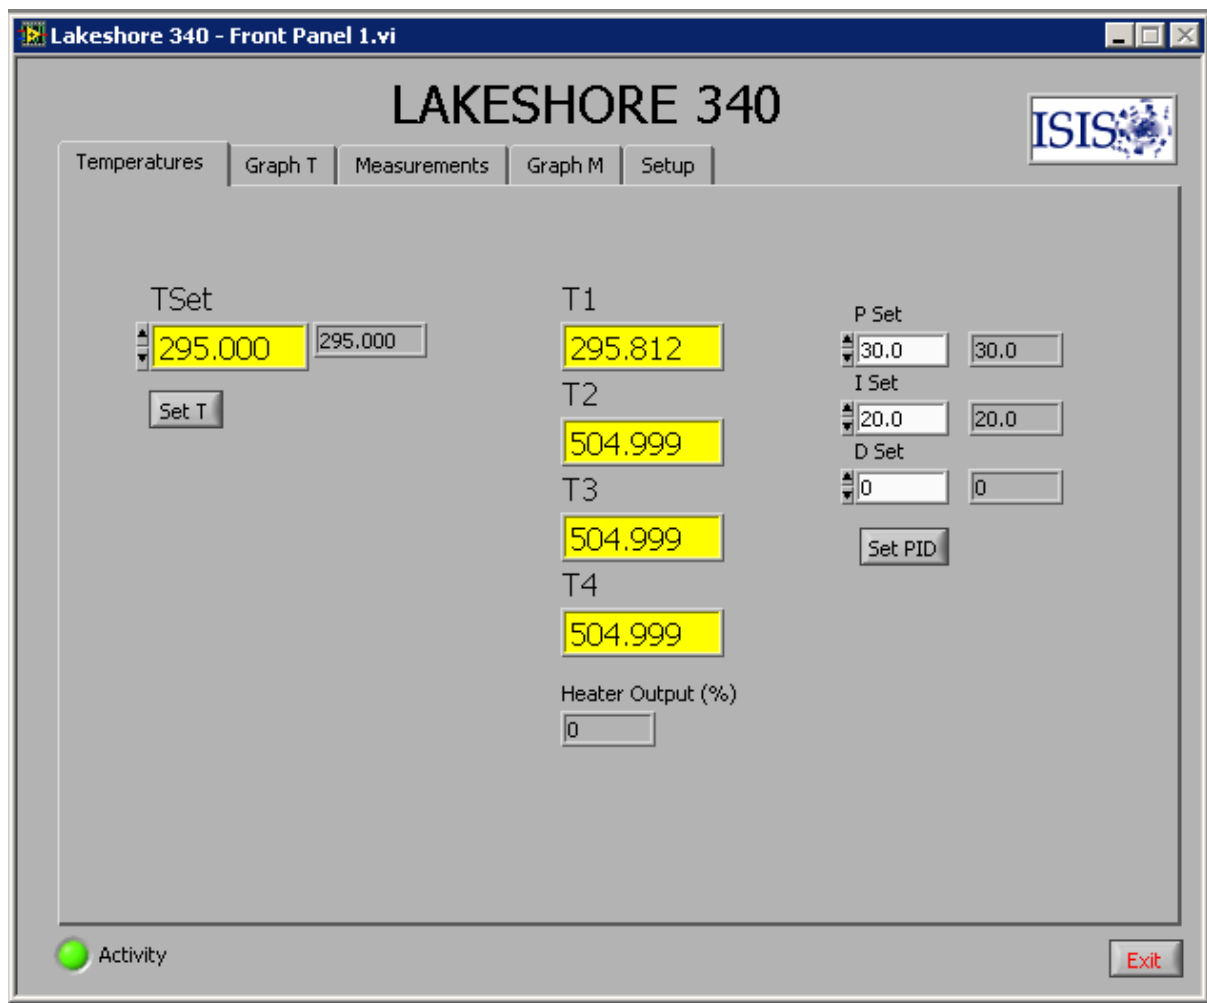 Lakeshore 340 - Front Panel 1.vi
LAKESHORE 340
ISIS
Temperatures Graph T Measurements Graph M Setup
TSet
295.000 295.000
Set T
T1
295.812
T2
504.999
T3
504.999
T4
504.999
Heater Output (%)
0
P Set
30.0 30.0
I Set
20.0 20.0
D Set
0 0
Set PID
Activity
Exit